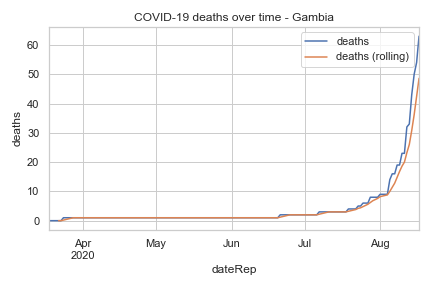 COVID-19 deaths over time - Gambia
deaths
deaths (rolling)
60
50
40
30
20
10
0
deaths
Apr
2020
May
Jun
Jul
Aug
dateRep